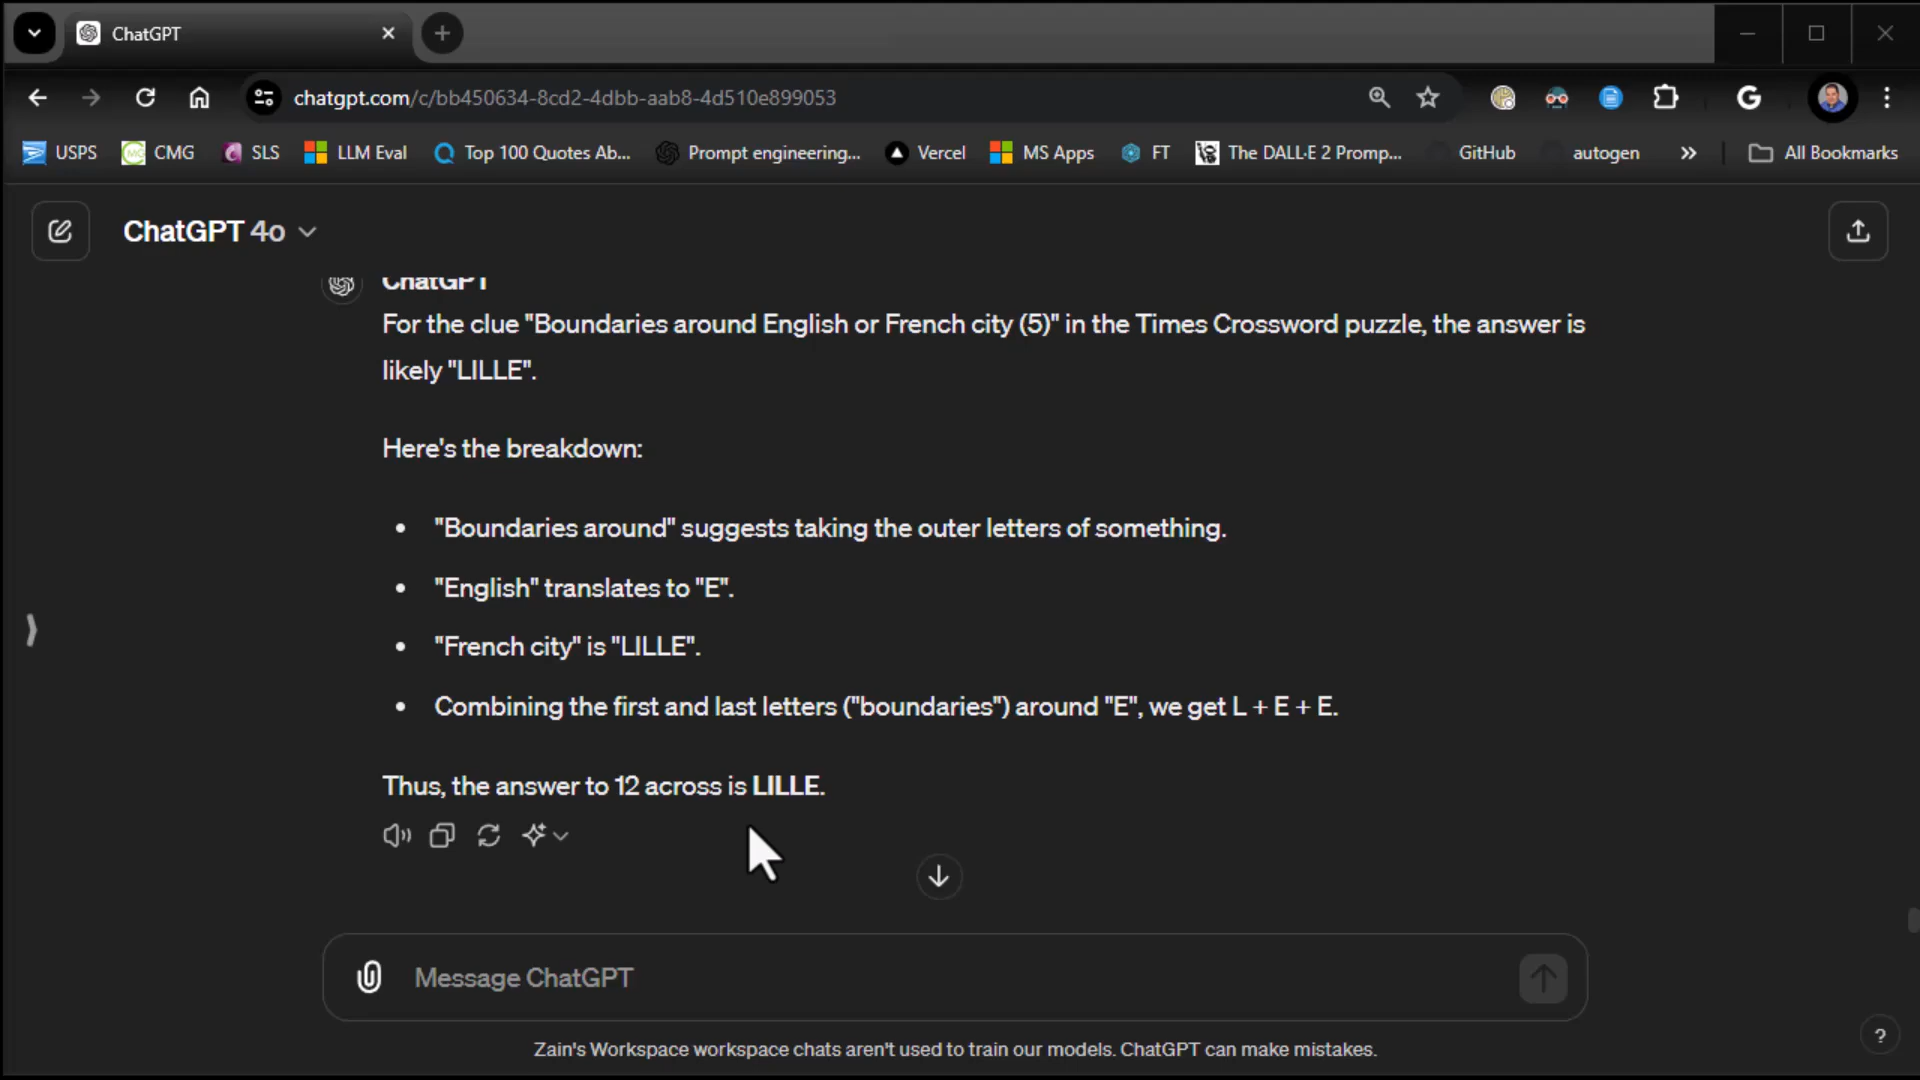 ChatGPT
chatgpt.com/c/bb450634-8cd2-4dbb-aab8-4d510e899053
USPS CMG SLS LLM Eval Top 100 Quotes Ab... Prompt engineering... Vercel MS Apps FT The DALL·E 2 Promp... GitHub autogen » All Bookmarks
ChatGPT 4o
ChatGPT
For the clue "Boundaries around English or French city (5)" in the Times Crossword puzzle, the answer is
likely "LILLE".
Here's the breakdown:
• "Boundaries around" suggests taking the outer letters of something.
• "English" translates to "E".
• "French city" is "LILLE".
• Combining the first and last letters ("boundaries") around "E", we get L + E + E.
Thus, the answer to 12 across is LILLE.
Message ChatGPT
Zain's Workspace workspace chats aren't used to train our models. ChatGPT can make mistakes.
?